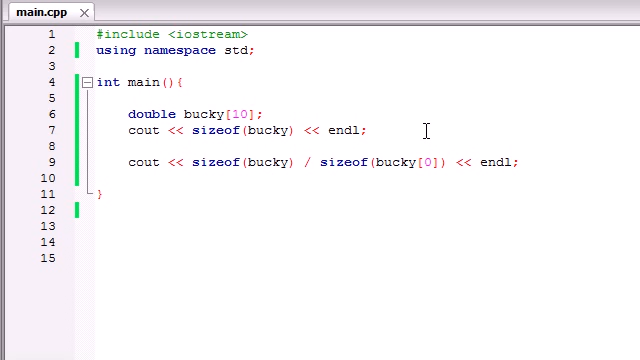 main.cpp
1 #include <iostream>
2 using namespace std;
3
4 int main(){
5
6 double bucky[10];
7 cout << sizeof(bucky) << endl;
8
9 cout << sizeof(bucky) / sizeof(bucky[0]) << endl;
10
11 }
12
13
14
15